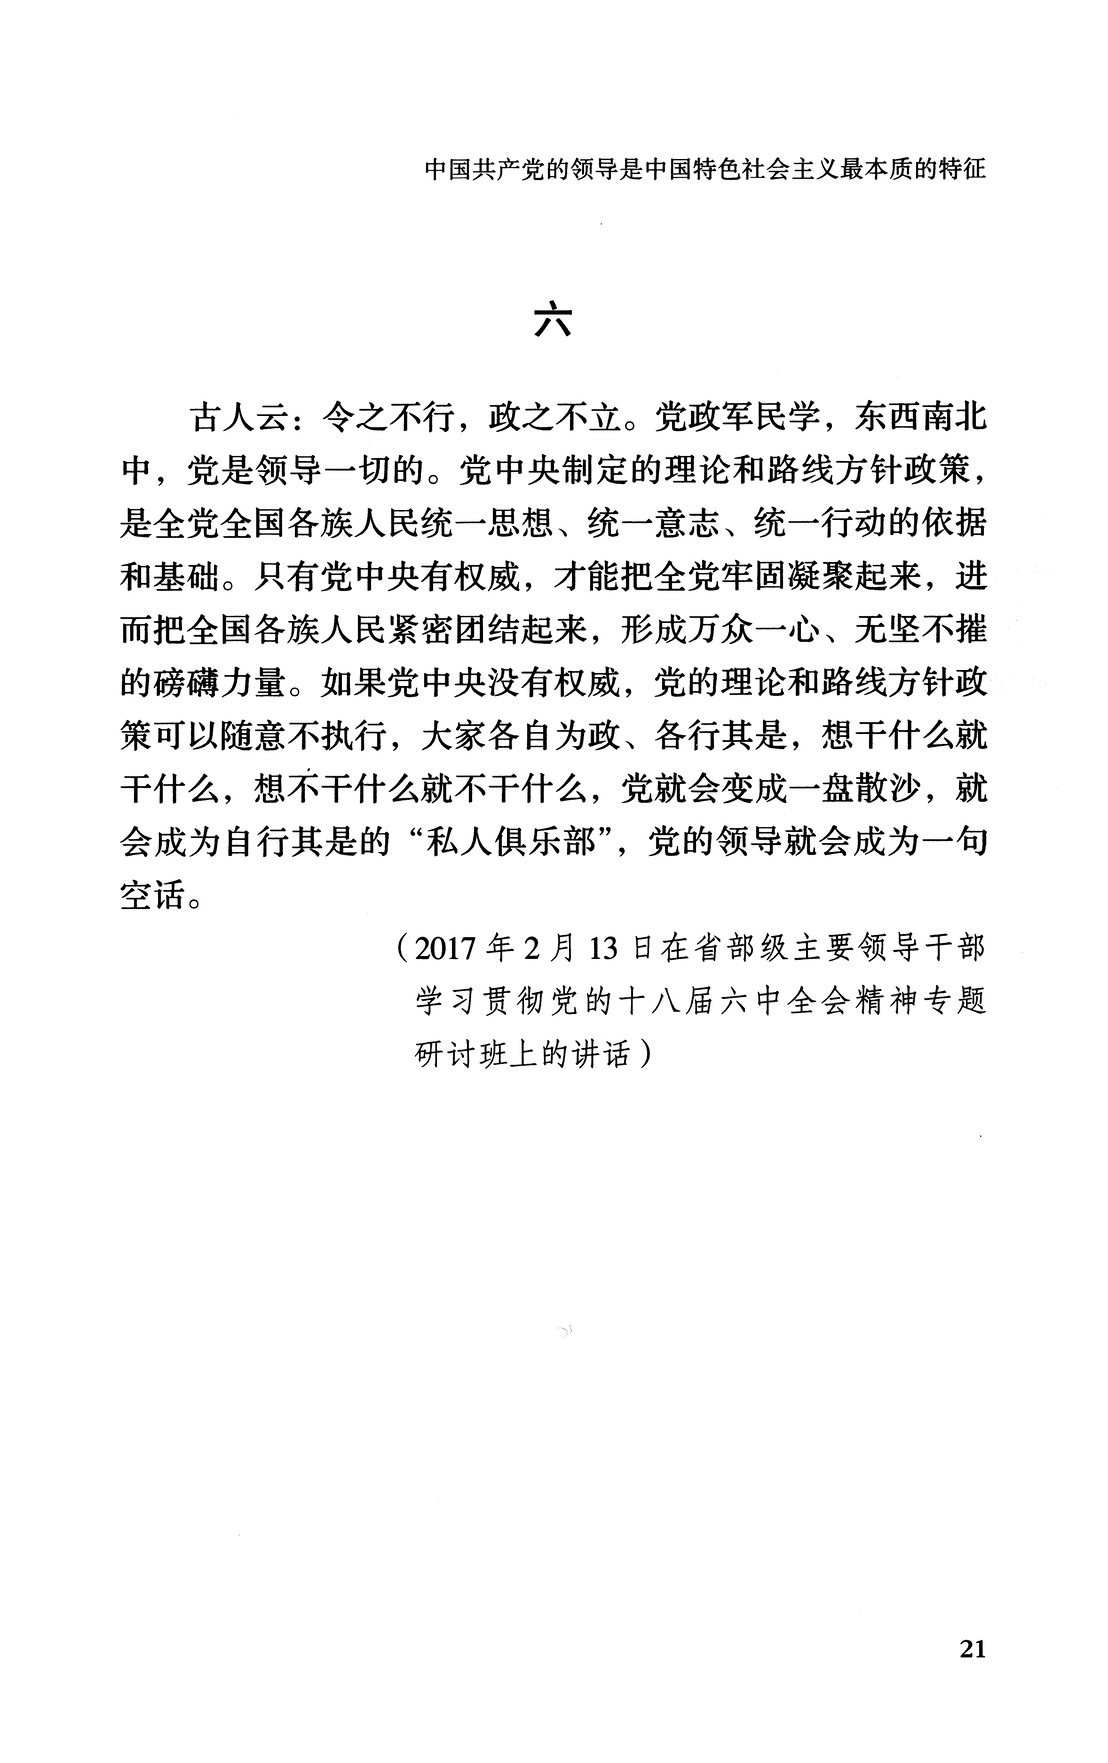 中国共产党的领导是中国特色社会主义最本质的特征
六
古人云：令之不行，政之不立。党政军民学，东西南北
中，党是领导一切的。党中央制定的理论和路线方针政策，
是全党全国各族人民统一思想、统一意志、统一行动的依据
和基础。只有党中央有权威，才能把全党牢固凝聚起来，进
而把全国各族人民紧密团结起来，形成万众一心、无坚不摧
的磅礴力量。如果党中央没有权威，党的理论和路线方针政
策可以随意不执行，大家各自为政、各行其是，想干什么就
干什么，想不干什么就不干什么，党就会变成一盘散沙，就
会成为自行其是的“私人俱乐部”，党的领导就会成为一句
空话。
（2017 年 2 月 13 日在省部级主要领导干部
学习贯彻党的十八届六中全会精神专题
研讨班上的讲话）
21